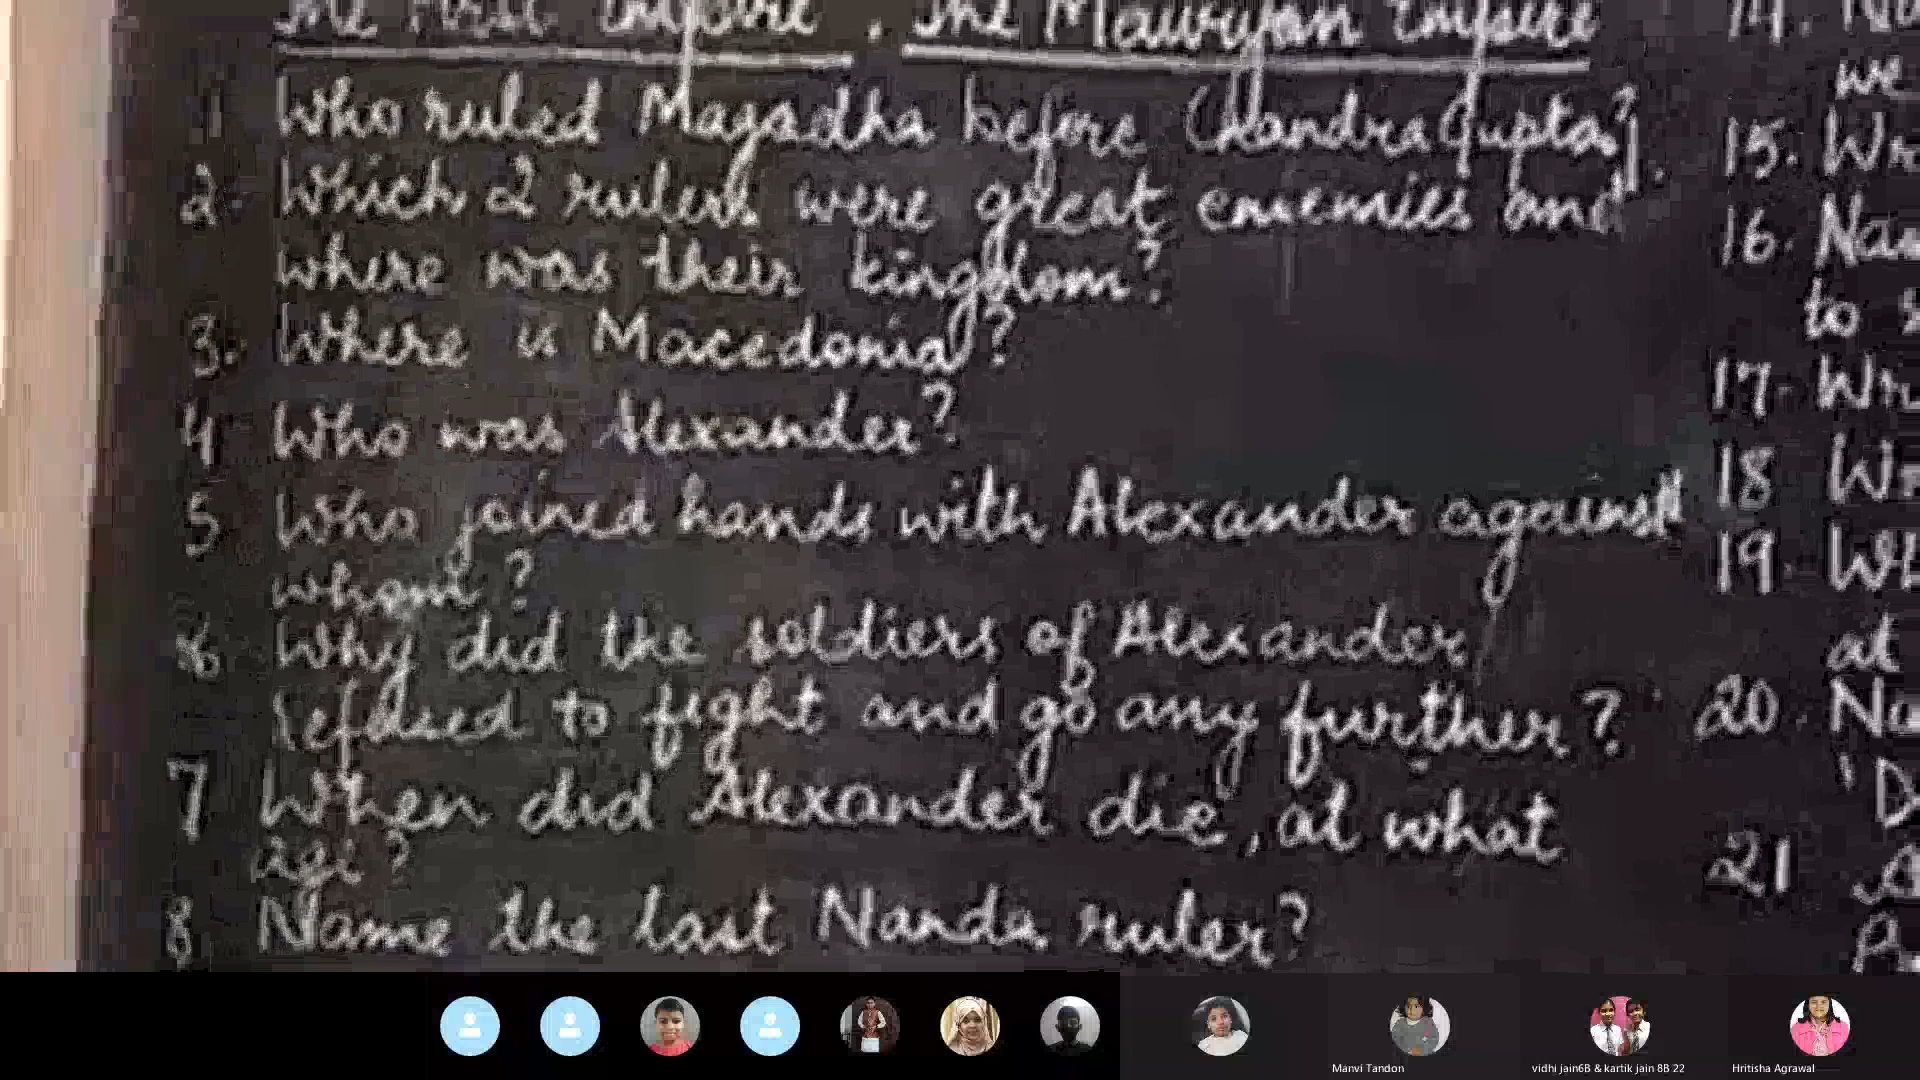 The First Empire : The Mauryan Empire
1 Who ruled Magadha before Chandra Gupta?
2. Which 2 rulers were great enemies and
where was their kingdom?
3. Where is Macedonia?
4 Who was Alexander?
5 Who joined hands with Alexander against
whom?
6 Why did the soldiers of Alexander
refused to fight and go any further?
7 When did Alexander die, at what
age?
8 Name the last Nanda ruler?
14.
we
15.
16.
to
17.
18
19.
at
20.
21
Manvi Tandon
vidhi jain6B & kartik jain 8B 22
Hritisha Agrawal